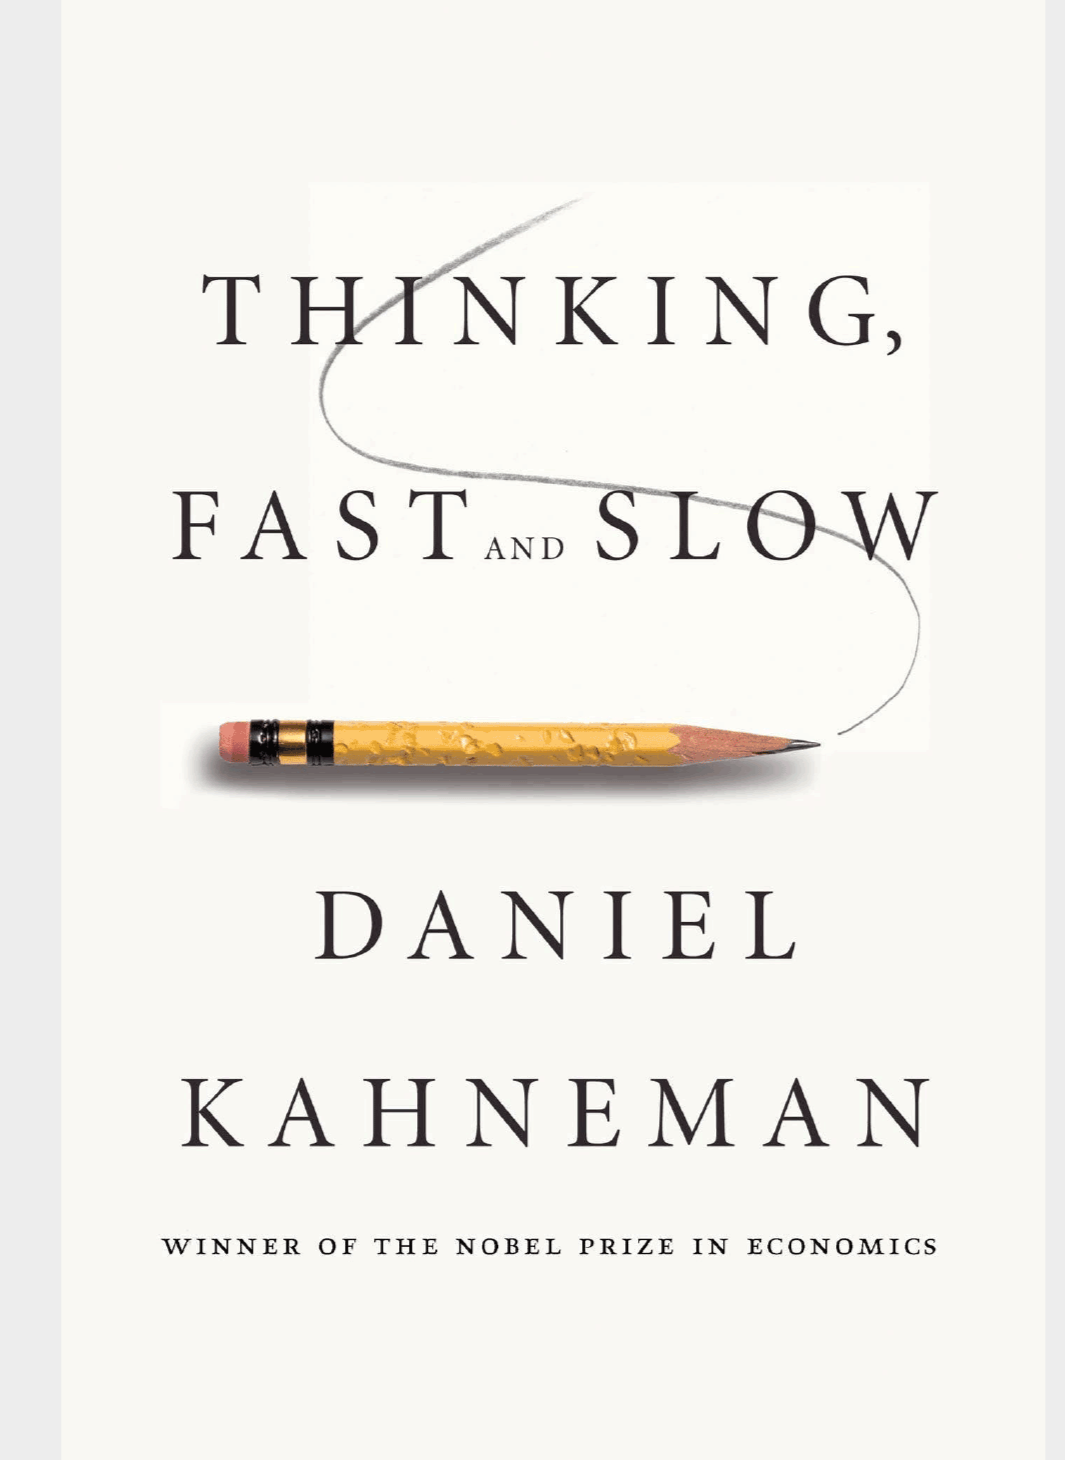 THINKING,
FAST AND SLOW
DANIEL
KAHNEMAN
WINNER OF THE NOBEL PRIZE IN ECONOMICS